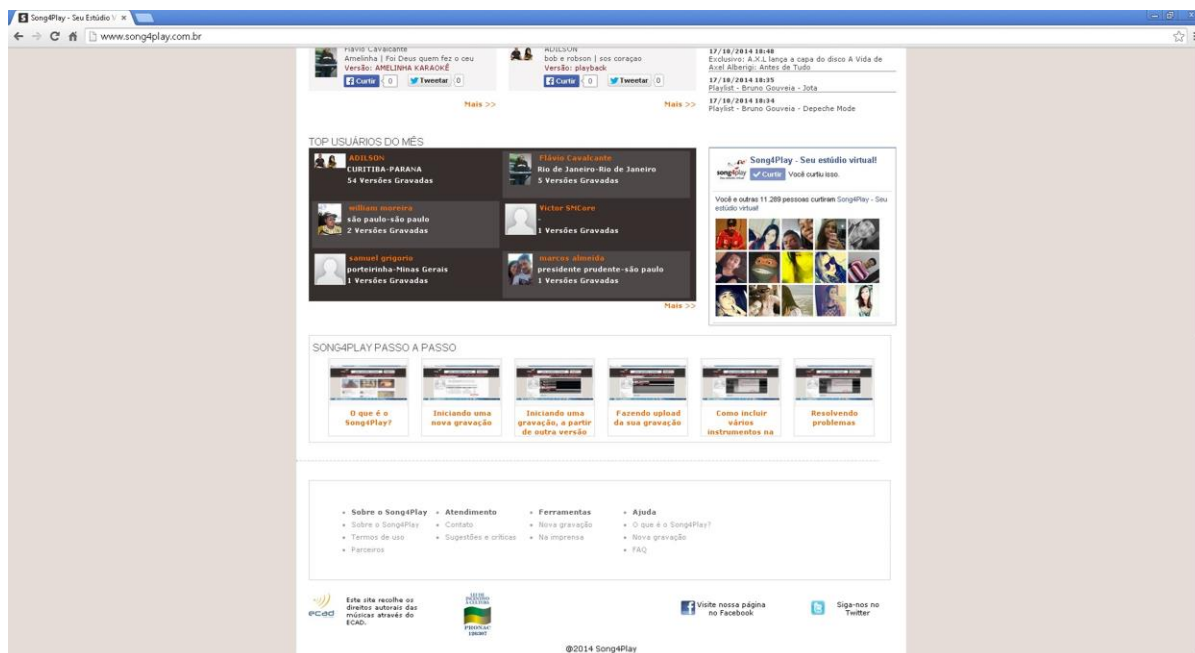 Song4Play - Seu Estúdio V
www.song4play.com.br
Flávio Cavalcante
Amelinha | Foi Deus quem fez o ceu
Versão: AMELINHA KARAOKÊ
Curtir 0 Tweetar 0
Mais >>
ADILSON
bob e robson | sos coraçao
Versão: playback
Curtir 0 Tweetar 0
Mais >>
17/10/2014 18:40
Exclusivo: A.X.L lança a capa do disco A Vida de
Axel Alberigi: Antes de Tudo
17/10/2014 18:35
Playlist - Bruno Gouveia - Jota
17/10/2014 18:34
Playlist - Bruno Gouveia - Depeche Mode
TOP USUÁRIOS DO MÊS
ADILSON
CURITIBA-PARANA
54 Versões Gravadas
Flávio Cavalcante
Rio de Janeiro-Rio de Janeiro
5 Versões Gravadas
william moreira
são paulo-são paulo
2 Versões Gravadas
Victor SMCore
-
1 Versões Gravadas
samuel grigorio
porteirinha-Minas Gerais
1 Versões Gravadas
marcos almeida
presidente prudente-são paulo
1 Versões Gravadas
Mais >>
song4play
Song4Play - Seu estúdio virtual!
Curtir Você curtiu isso.
Você e outras 11.289 pessoas curtiram Song4Play - Seu
estúdio virtual!
SONG4PLAY PASSO A PASSO
O que é o
Song4Play?
Iniciando uma
nova gravação
Iniciando uma
gravação, a partir
de outra versão
Fazendo upload
da sua gravação
Como incluir
vários
instrumentos na
Resolvendo
problemas
Sobre o Song4Play
Sobre o Song4Play
Termos de uso
Parceiros
Atendimento
Contato
Sugestões e críticas
Ferramentas
Nova gravação
Na imprensa
Ajuda
O que é o Song4Play?
Nova gravação
FAQ
ecad
Este site recolhe os
direitos autorais das
músicas através do
ECAD.
LEI DE
INCENTIVO
À CULTURA
PRONAC
Visite nossa página
no Facebook
Siga-nos no
Twitter
@2014 Song4Play